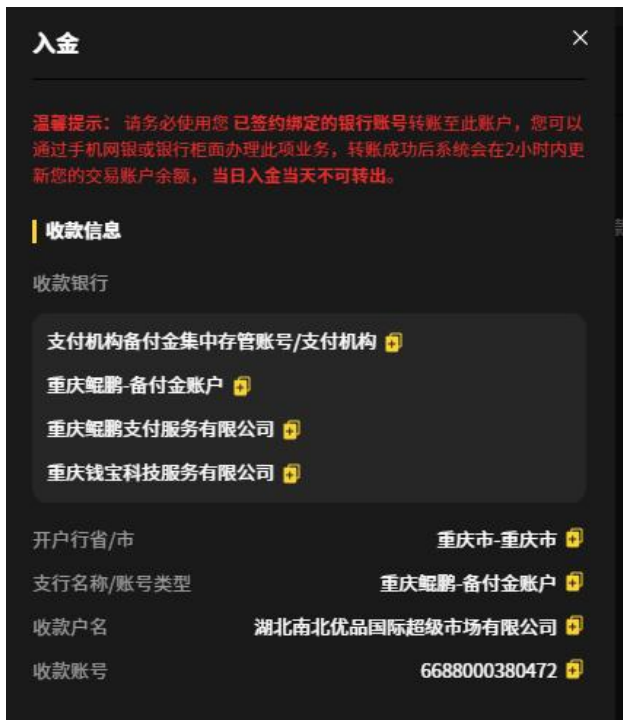 入金
温馨提示： 请务必使用您 已签约绑定的银行账号转账至此账户，您可以
通过手机网银或银行柜面办理此项业务，转账成功后系统会在2小时内更
新您的交易账户余额， 当日入金当天不可转出。
收款信息
收款银行
支付机构备付金集中存管账号/支付机构
重庆鲲鹏-备付金账户
重庆鲲鹏支付服务有限公司
重庆钱宝科技服务有限公司
开户行省/市 重庆市-重庆市
支行名称/账号类型 重庆鲲鹏-备付金账户
收款户名 湖北南北优品国际超级市场有限公司
收款账号 6688000380472